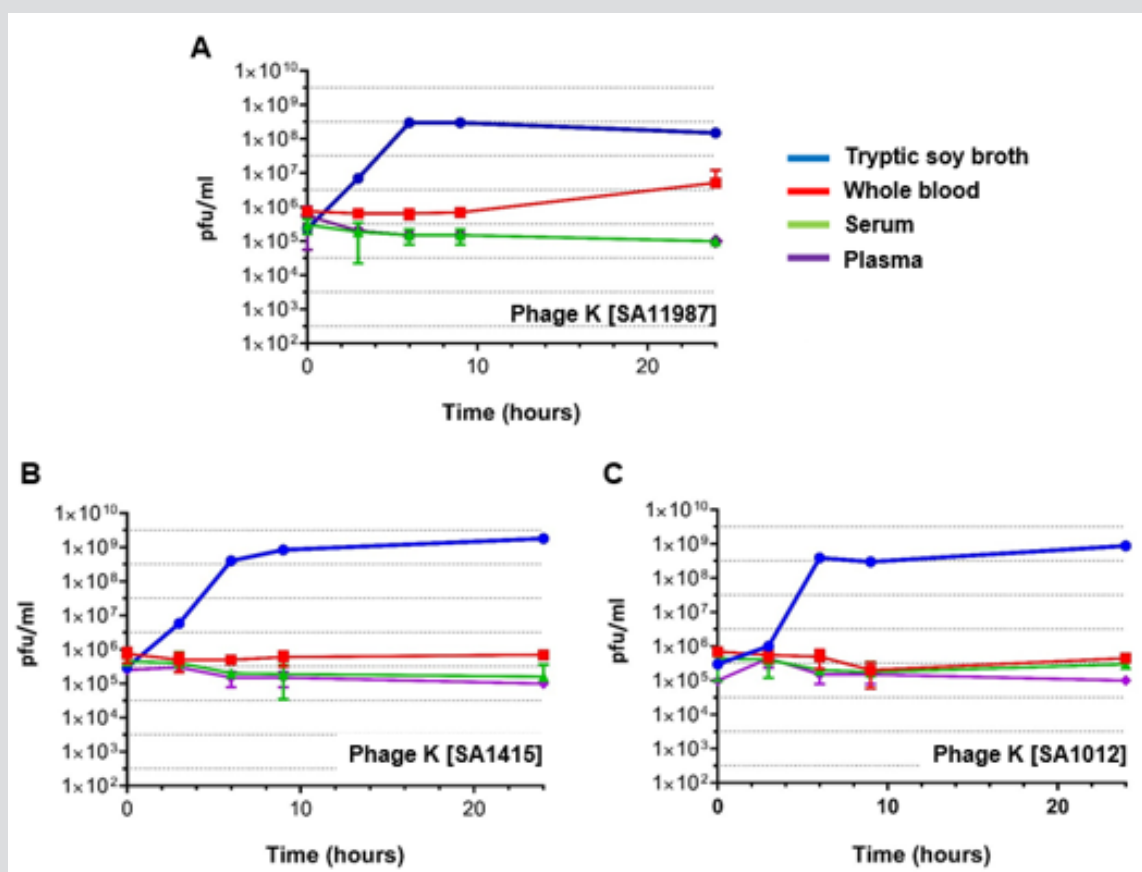 A
1×10¹⁰
1×10⁹
1×10⁸
1×10⁷
1×10⁶
1×10⁵
1×10⁴
1×10³
1×10²
pfu/ml
Phage K [SA11987]
0 10 20
Time (hours)
Tryptic soy broth
Whole blood
Serum
Plasma
B
1×10¹⁰
1×10⁹
1×10⁸
1×10⁷
1×10⁶
1×10⁵
1×10⁴
1×10³
1×10²
pfu/ml
Phage K [SA1415]
0 10 20
Time (hours)
C
1×10¹⁰
1×10⁹
1×10⁸
1×10⁷
1×10⁶
1×10⁵
1×10⁴
1×10³
1×10²
pfu/ml
Phage K [SA1012]
0 10 20
Time (hours)